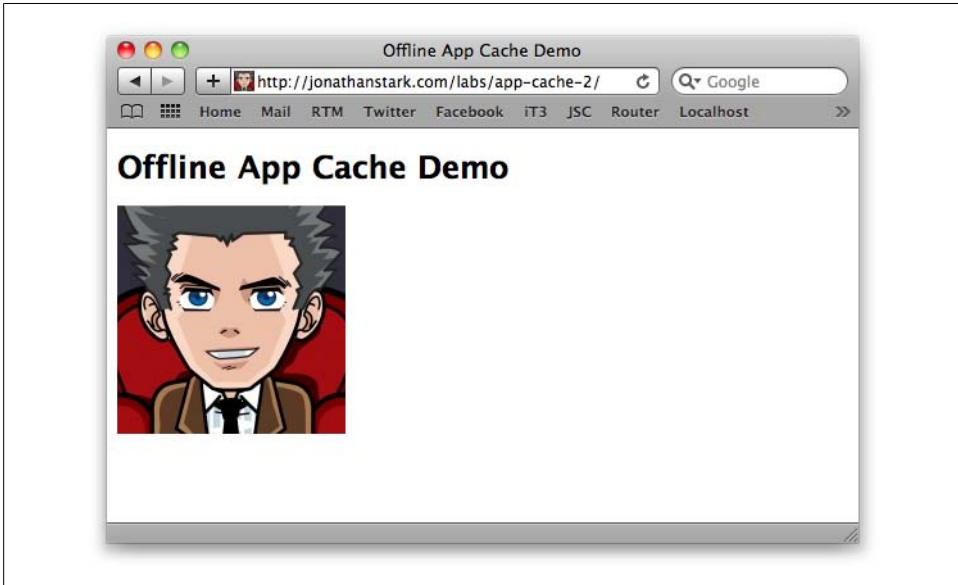 Offline App Cache Demo
http://jonathanstark.com/labs/app-cache-2/
Google
Home Mail RTM Twitter Facebook iT3 JSC Router Localhost
Offline App Cache Demo